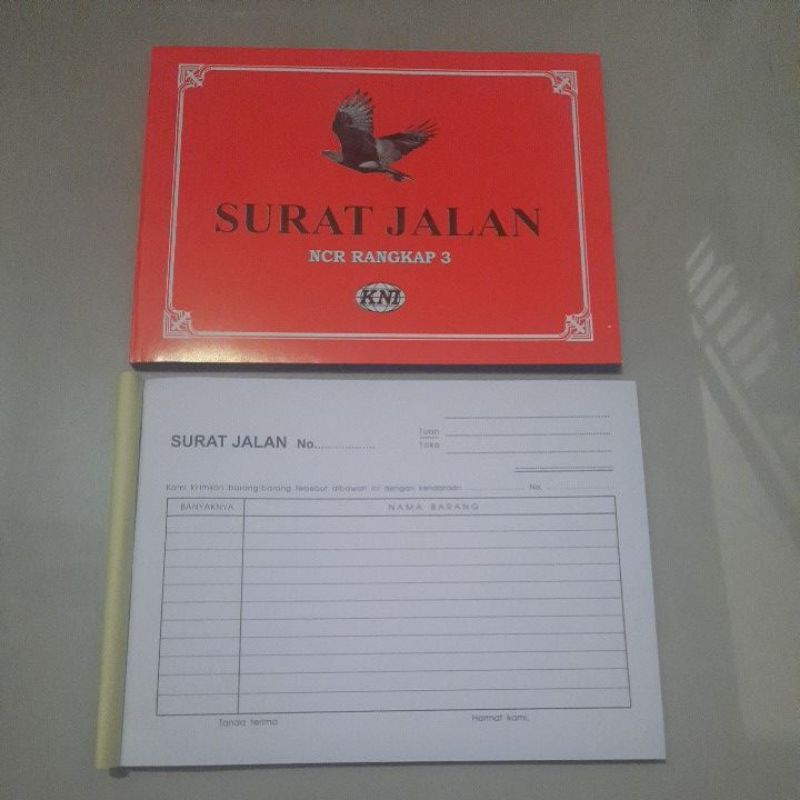 SURAT JALAN
NCR RANGKAP 3
KNI
SURAT JALAN No.
Tuan
Toko
Kami kirimkan barang-barang tersebut dibawah ini dengan kendaraan No.
BANYAKNYA NAMA BARANG
Tanda terima Hormat kami,